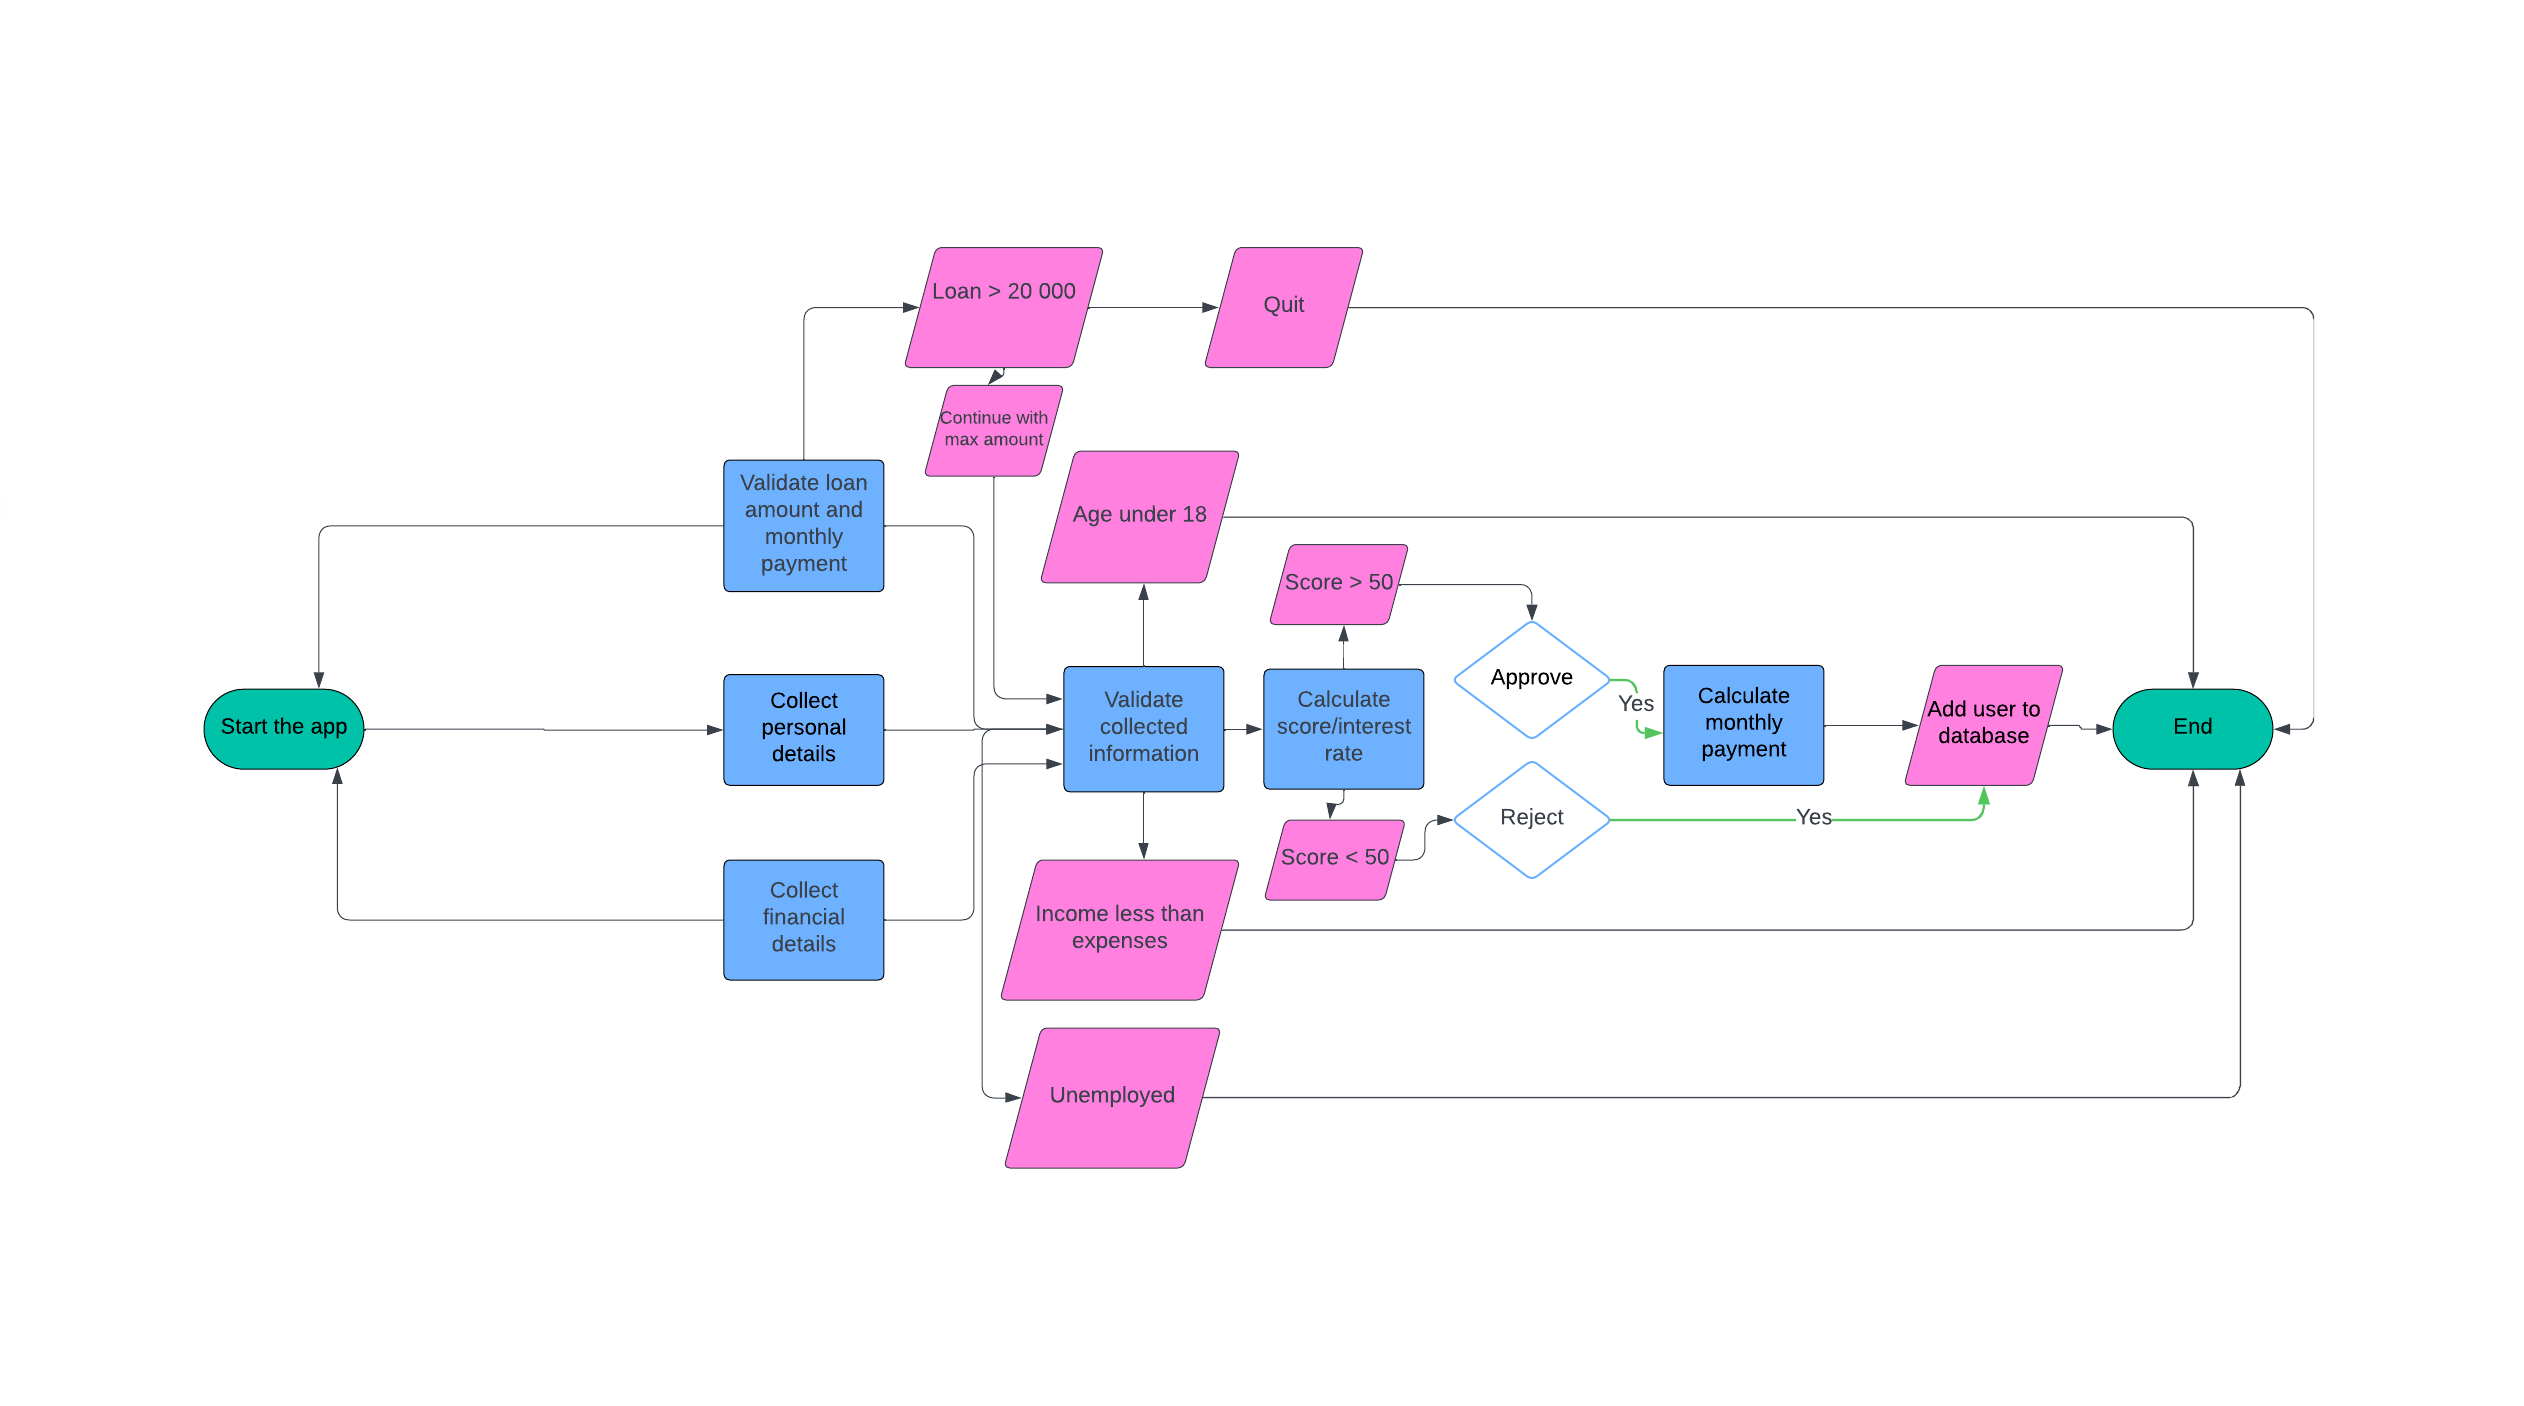 Loan > 20 000
Quit
Continue with
max amount
Validate loan
amount and
monthly
payment
Age under 18
Score > 50
Approve
Yes
Start the app
Collect
personal
details
Validate
collected
information
Calculate
score/interest
rate
Calculate
monthly
payment
Add user to
database
End
Reject
Yes
Score < 50
Collect
financial
details
Income less than
expenses
Unemployed